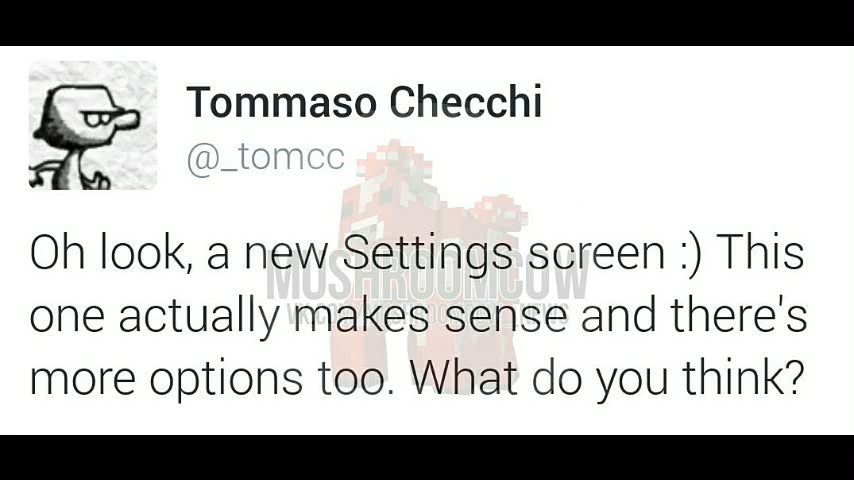 Tommaso Checchi
@_tomcc
Oh look, a new Settings screen :) This
one actually makes sense and there's
more options too. What do you think?
MUSHROOMCOW